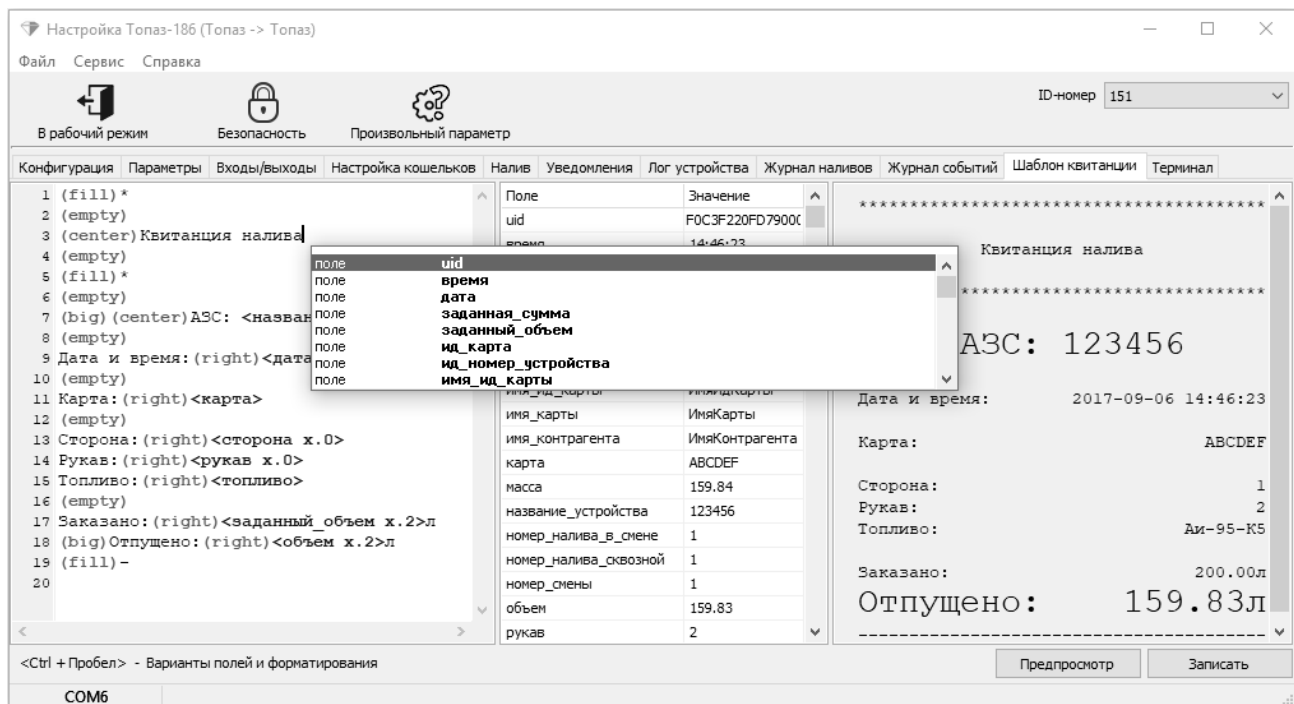 Настройка Топаз-186 (Топаз -> Топаз)
Файл Сервис Справка
В рабочий режим Безопасность Произвольный параметр ID-номер 151
Конфигурация Параметры Входы/выходы Настройка кошельков Налив Уведомления Лог устройства Журнал наливов Журнал событий Шаблон квитанции Терминал
1 (fill)*
2 (empty)
3 (center)Квитанция налива
4 (empty)
5 (fill)*
6 (empty)
7 (big)(center)АЗС: <назван
8 (empty)
9 Дата и время:(right)<дата
10 (empty)
11 Карта:(right)<карта>
12 (empty)
13 Сторона:(right)<сторона x.0>
14 Рукав:(right)<рукав x.0>
15 Топливо:(right)<топливо>
16 (empty)
17 Заказано:(right)<заданный_объем x.2>л
18 (big)Отпущено:(right)<объем x.2>л
19 (fill)-
20
поле uid
поле время
поле дата
поле заданная_сумма
поле заданный_объем
поле ид_карта
поле ид_номер_устройства
поле имя_ид_карты
Поле Значение
uid F0C3F220FD7900C
время 14:46:23
имя_ид_карты ИмяИдКарты
имя_карты ИмяКарты
имя_контрагента ИмяКонтрагента
карта ABCDEF
масса 159.84
название_устройства 123456
номер_налива_в_смене 1
номер_налива_сквозной 1
номер_смены 1
объем 159.83
рукав 2
****************************************
Квитанция налива
******************************
АЗС: 123456
Дата и время: 2017-09-06 14:46:23
Карта: ABCDEF
Сторона: 1
Рукав: 2
Топливо: Аи-95-К5
Заказано: 200.00л
Отпущено: 159.83л
----------------------------------------
<Ctrl + Пробел> - Варианты полей и форматирования
Предпросмотр Записать
COM6